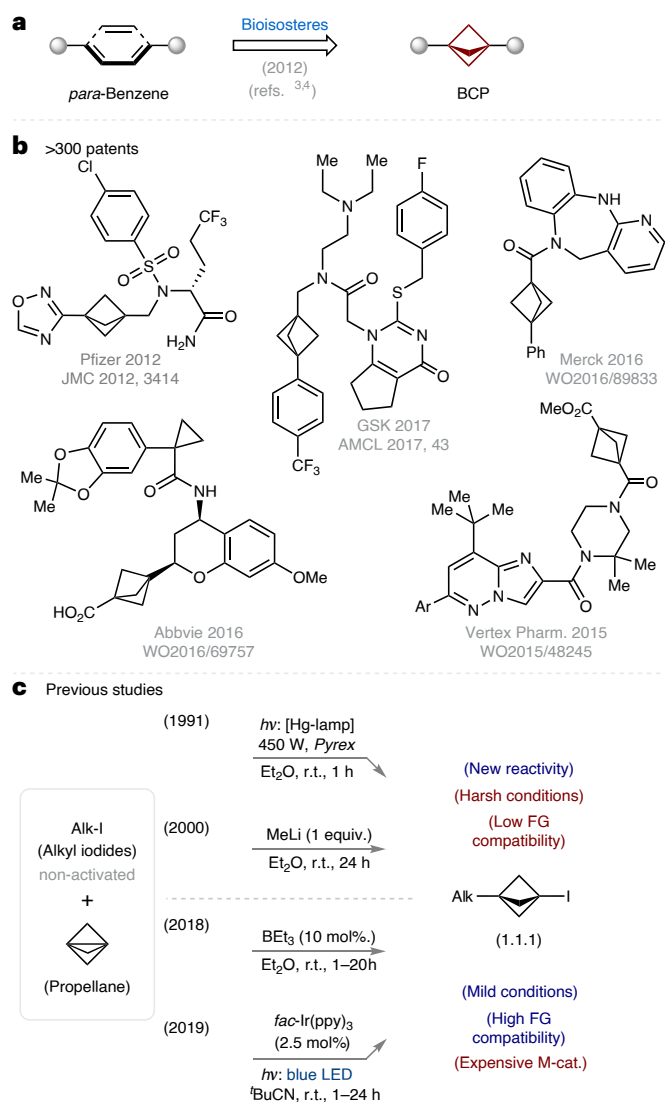 a
Bioisosteres
(2012)
(refs. 3,4)
para-Benzene
BCP
b
>300 patents
Cl
O
O
S
N
CF3
O
N
N
H2N
O
Pfizer 2012
JMC 2012, 3414
Me
Me
N
N
O
F
S
N
N
O
CF3
GSK 2017
AMCL 2017, 43
NH
N
N
O
Ph
Merck 2016
WO2016/89833
O
O
Me
Me
O
NH
O
OMe
HO2C
Abbvie 2016
WO2016/69757
MeO2C
O
N
N
Me
Me
O
Me
Me
Me
N
N
N
Ar
Vertex Pharm. 2015
WO2015/48245
c Previous studies
Alk-I
(Alkyl iodides)
non-activated
+
(Propellane)
(1991)
hν: [Hg-lamp]
450 W, Pyrex
Et2O, r.t., 1 h
(2000)
MeLi (1 equiv.)
Et2O, r.t., 24 h
(2018)
BEt3 (10 mol%.)
Et2O, r.t., 1–20h
(2019)
fac-Ir(ppy)3
(2.5 mol%)
hν: blue LED
tBuCN, r.t., 1–24 h
(New reactivity)
(Harsh conditions)
(Low FG
compatibility)
Alk
I
(1.1.1)
(Mild conditions)
(High FG
compatibility)
(Expensive M-cat.)